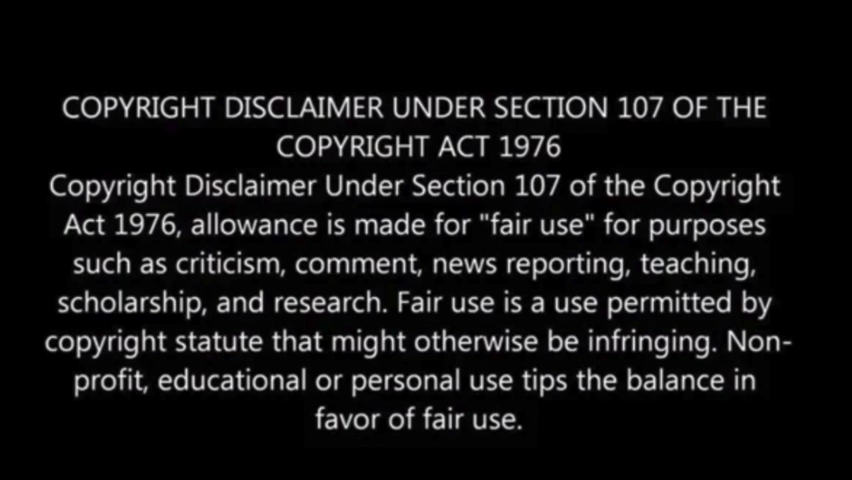 COPYRIGHT DISCLAIMER UNDER SECTION 107 OF THE
COPYRIGHT ACT 1976
Copyright Disclaimer Under Section 107 of the Copyright
Act 1976, allowance is made for "fair use" for purposes
such as criticism, comment, news reporting, teaching,
scholarship, and research. Fair use is a use permitted by
copyright statute that might otherwise be infringing. Non-
profit, educational or personal use tips the balance in
favor of fair use.